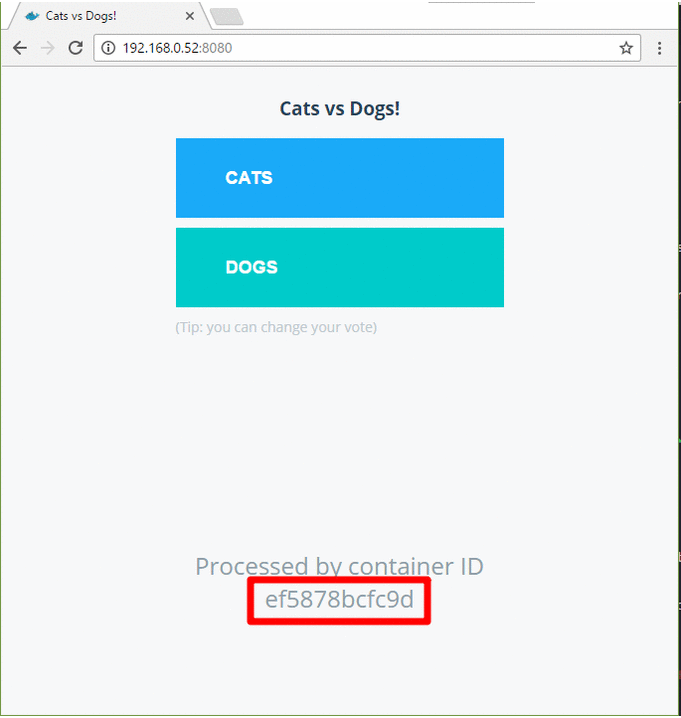 Cats vs Dogs!
192.168.0.52:8080
Cats vs Dogs!
CATS
DOGS
(Tip: you can change your vote)
Processed by container ID
ef5878bcfc9d